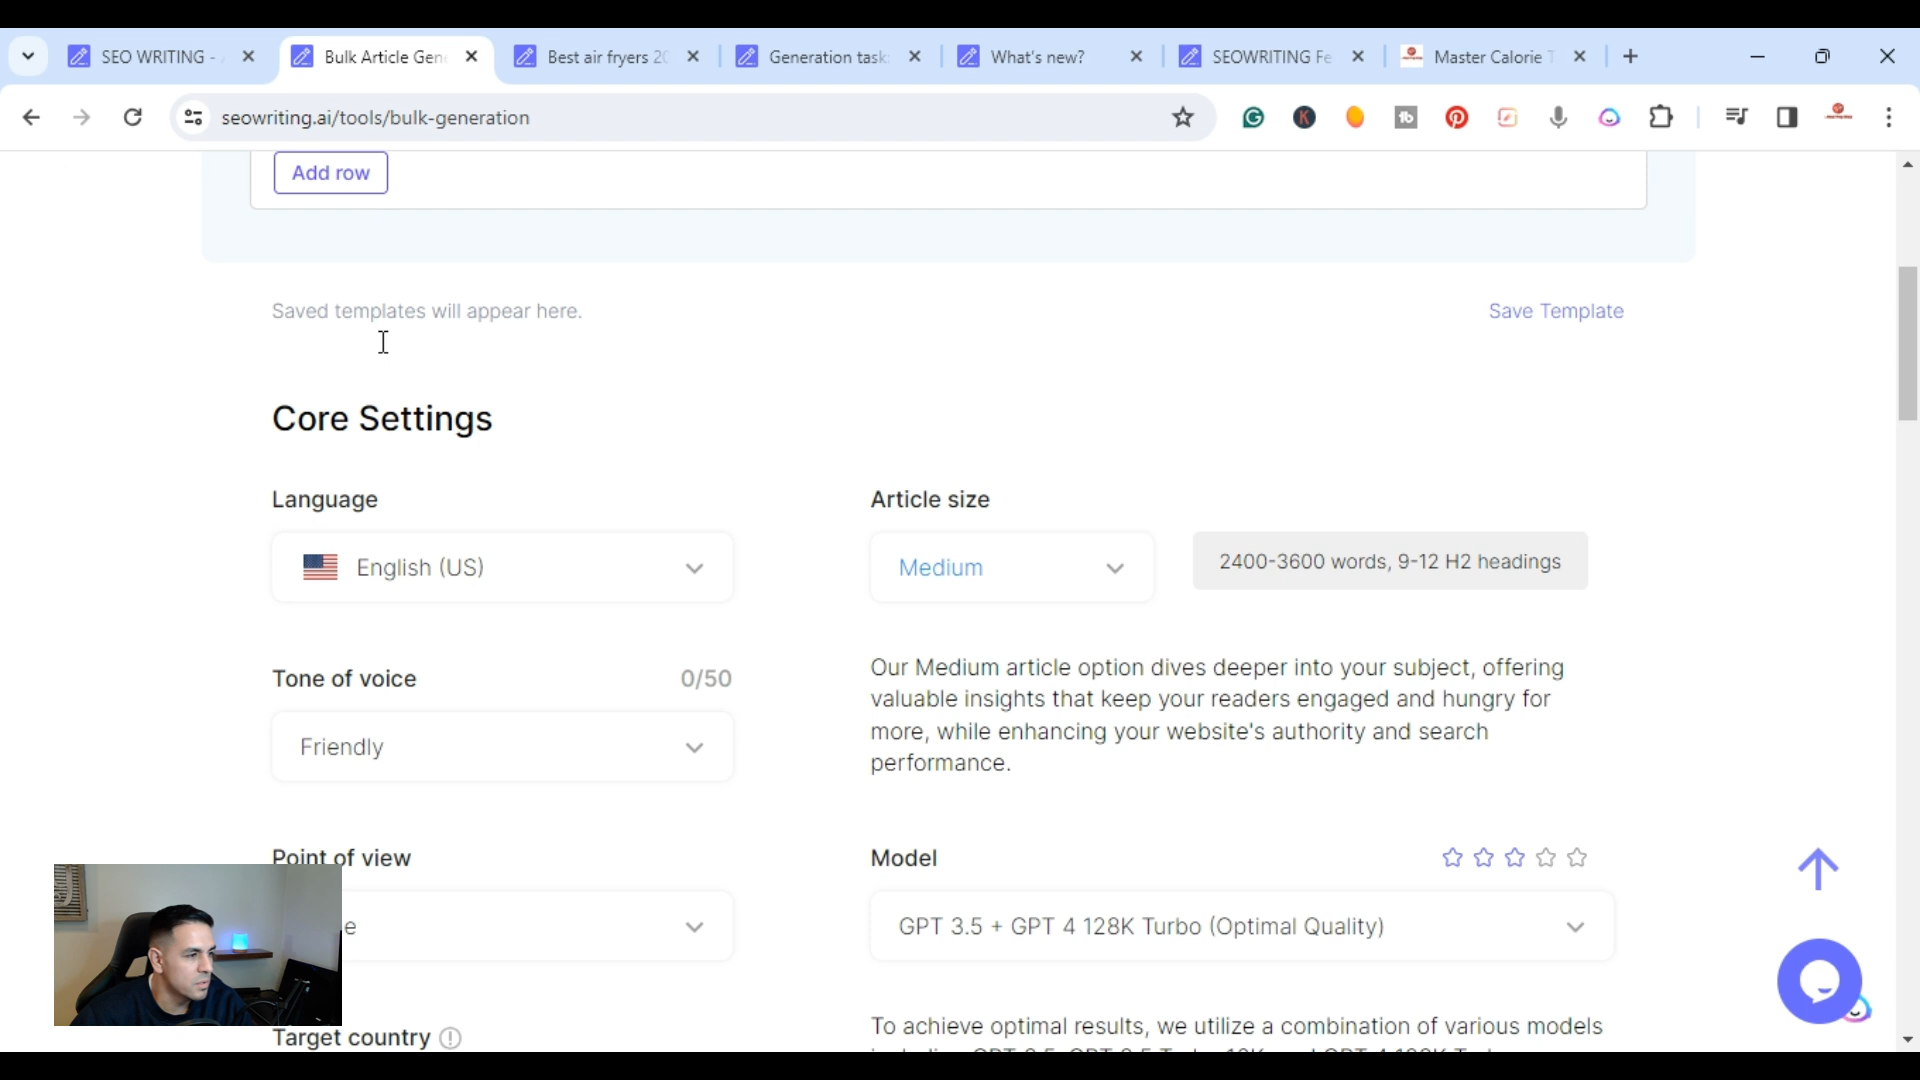 SEO WRITING -
Bulk Article Gen
Best air fryers 20
Generation task
What's new?
SEOWRITING Fe
Master Calorie T
seowriting.ai/tools/bulk-generation
Add row
Saved templates will appear here.
Save Template
Core Settings
Language
Article size
English (US)
Medium
2400-3600 words, 9-12 H2 headings
Tone of voice
0/50
Friendly
Our Medium article option dives deeper into your subject, offering
valuable insights that keep your readers engaged and hungry for
more, while enhancing your website's authority and search
performance.
Point of view
Model
e
GPT 3.5 + GPT 4 128K Turbo (Optimal Quality)
Target country
To achieve optimal results, we utilize a combination of various models